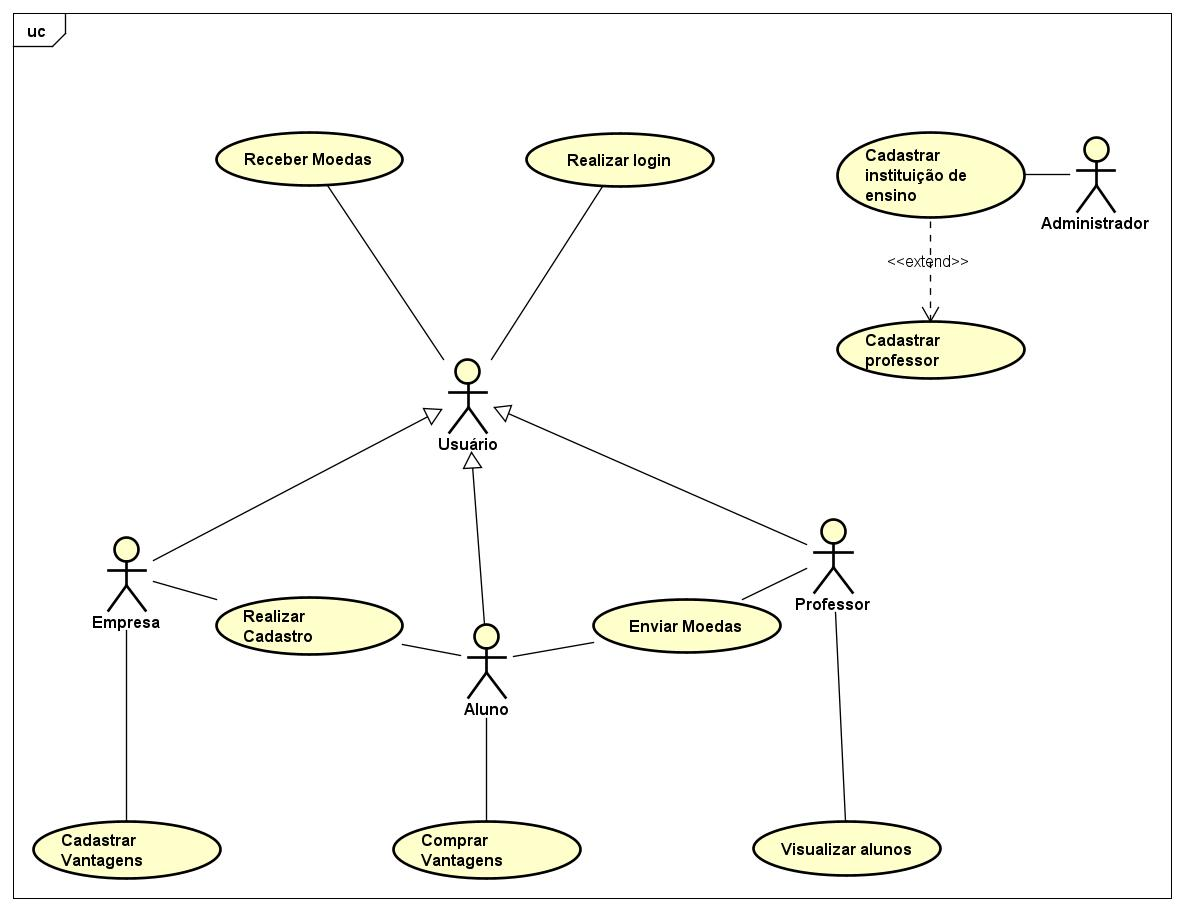 uc
Receber Moedas
Realizar login
Cadastrar
instituição de
ensino
Administrador
<<extend>>
Cadastrar
professor
Usuário
Empresa
Realizar
Cadastro
Aluno
Enviar Moedas
Professor
Cadastrar
Vantagens
Comprar
Vantagens
Visualizar alunos